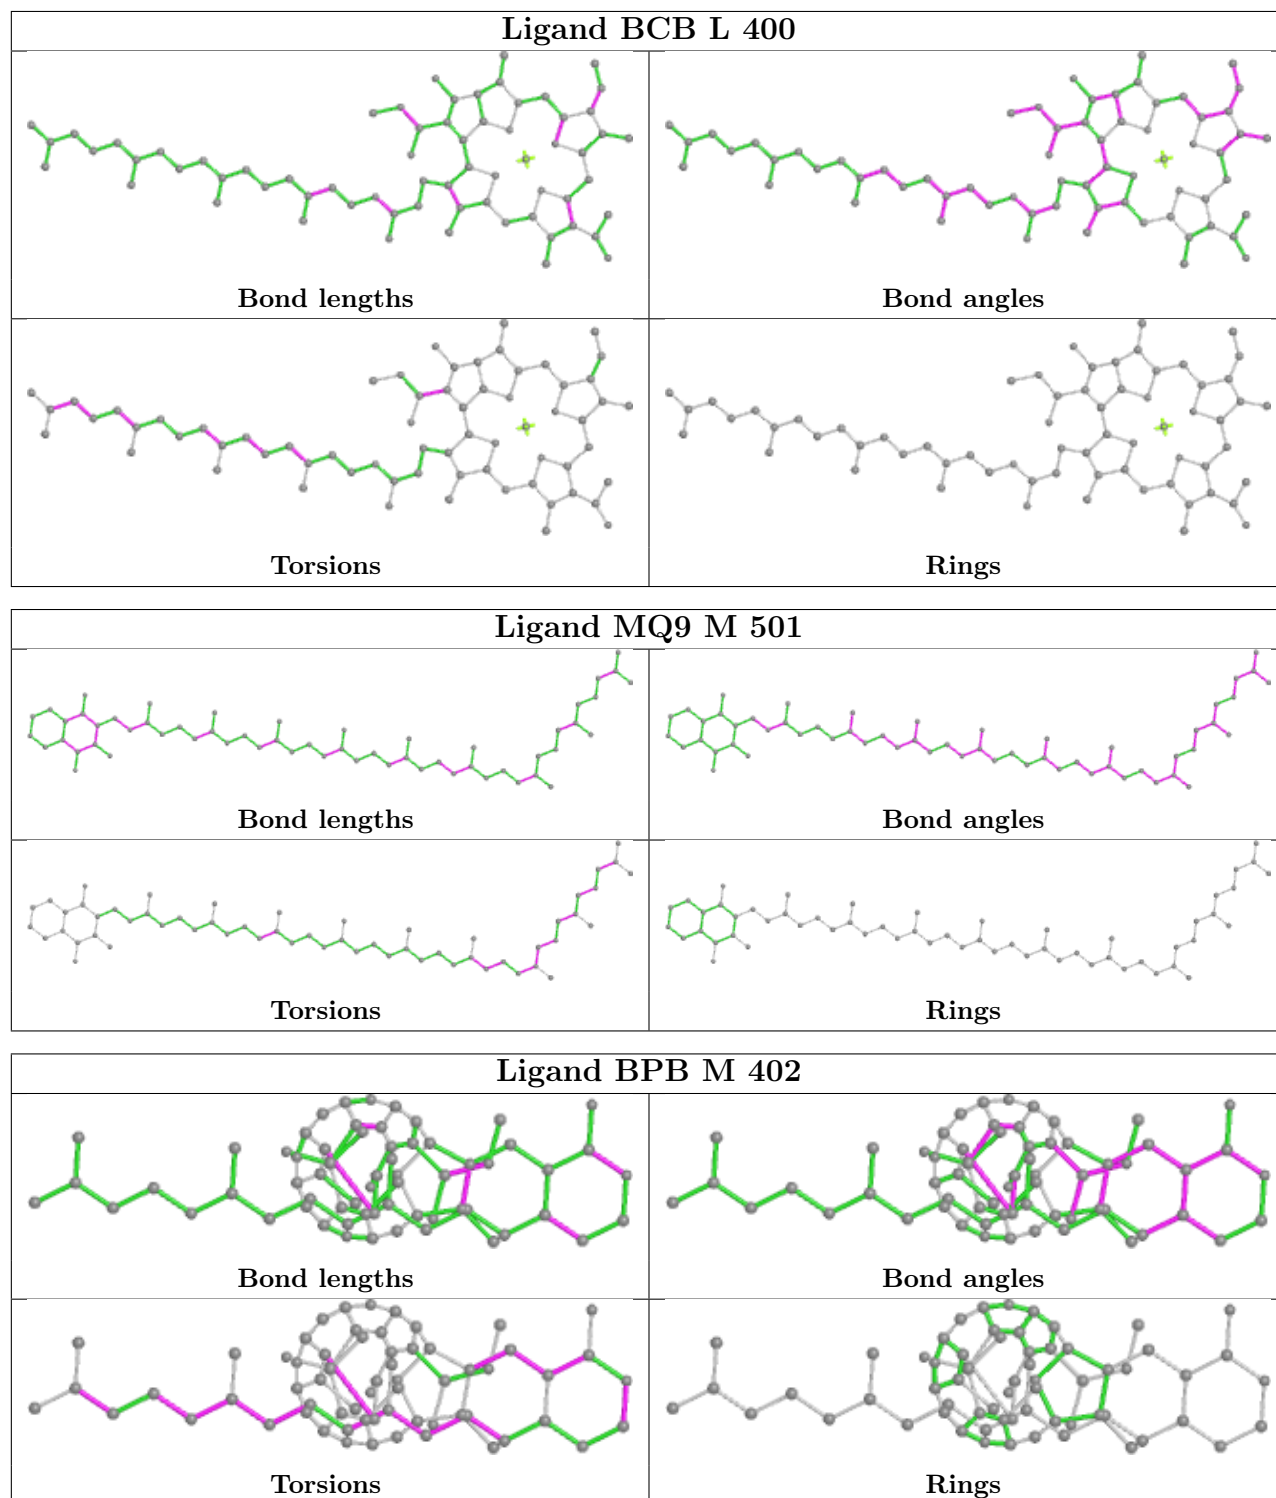 Ligand BCB L 400
Bond lengths
Bond angles
Torsions
Rings
Ligand MQ9 M 501
Bond lengths
Bond angles
Torsions
Rings
Ligand BPB M 402
Bond lengths
Bond angles
Torsions
Rings